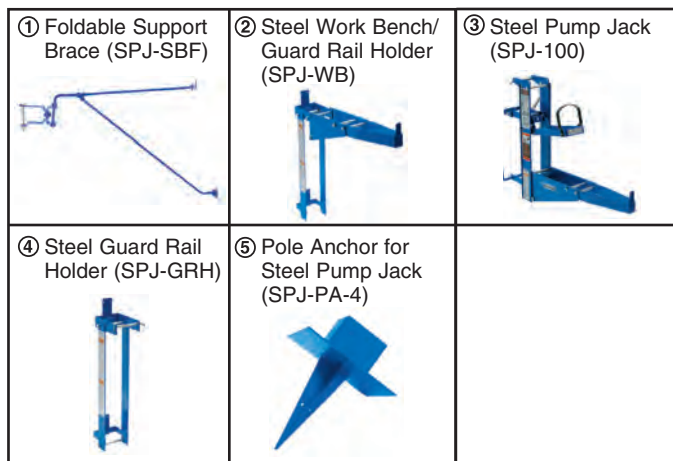 ① Foldable Support
Brace (SPJ-SBF)
② Steel Work Bench/
Guard Rail Holder
(SPJ-WB)
③ Steel Pump Jack
(SPJ-100)
④ Steel Guard Rail
Holder (SPJ-GRH)
⑤ Pole Anchor for
Steel Pump Jack
(SPJ-PA-4)